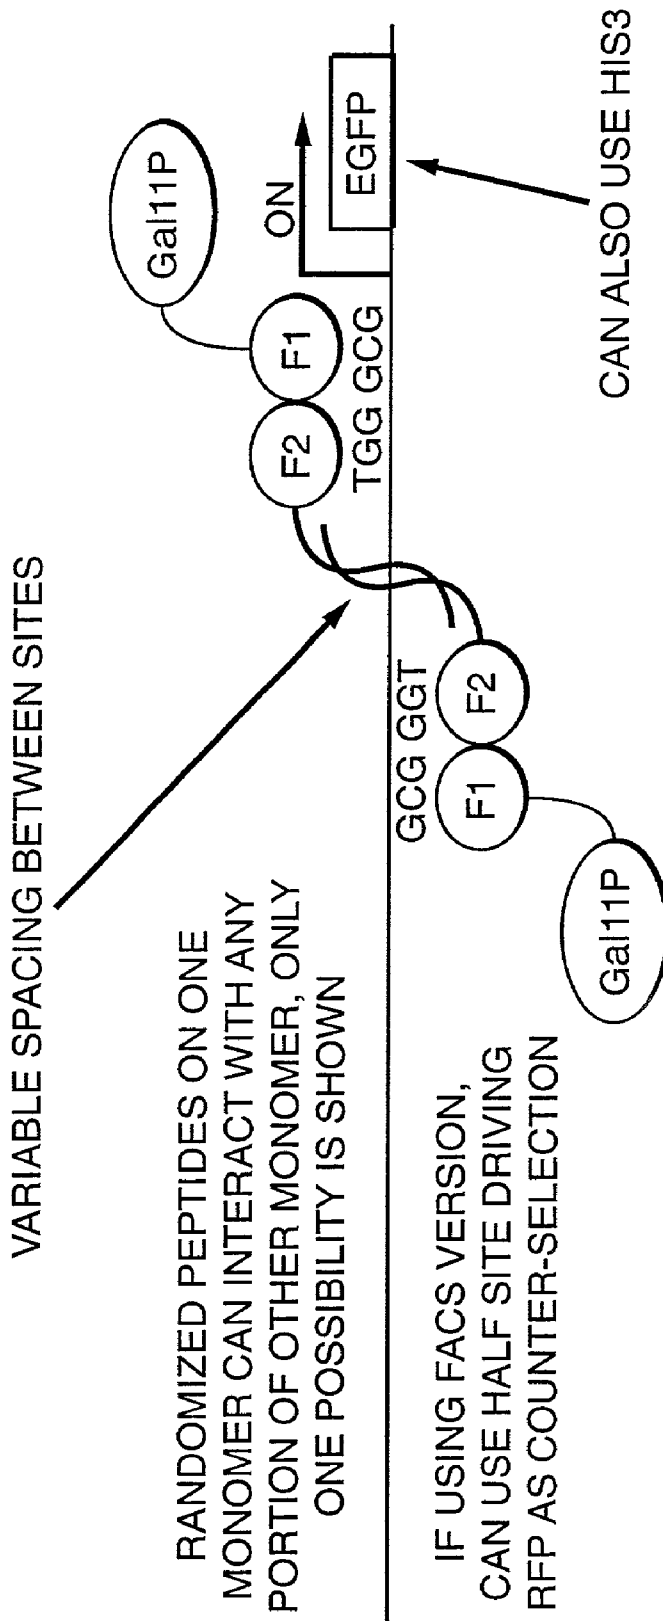 VARIABLE SPACING BETWEEN SITES
RANDOMIZED PEPTIDES ON ONE
MONOMER CAN INTERACT WITH ANY
PORTION OF OTHER MONOMER, ONLY
ONE POSSIBILITY IS SHOWN
Gal11P
F2
F1
ON
EGFP
TGG GCG
GCG GGT
F1
F2
Gal11P
IF USING FACS VERSION,
CAN USE HALF SITE DRIVING
RFP AS COUNTER-SELECTION
CAN ALSO USE HIS3